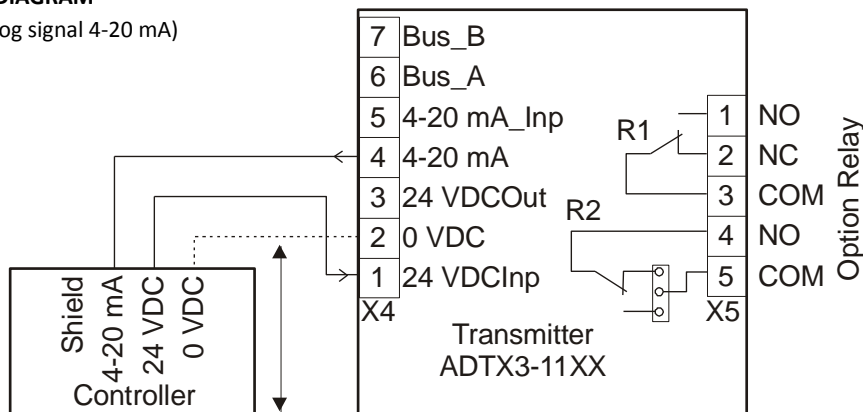 DIAGRAM
og signal 4-20 mA)
7 Bus_B
6 Bus_A
5 4-20 mA_Inp
4 4-20 mA
3 24 VDCOut
2 0 VDC
1 24 VDCInp
X4
R1
R2
1 NO
2 NC
3 COM
4 NO
5 COM
X5
Option Relay
Transmitter
ADTX3-11XX
Shield
4-20 mA
24 VDC
0 VDC
Controller